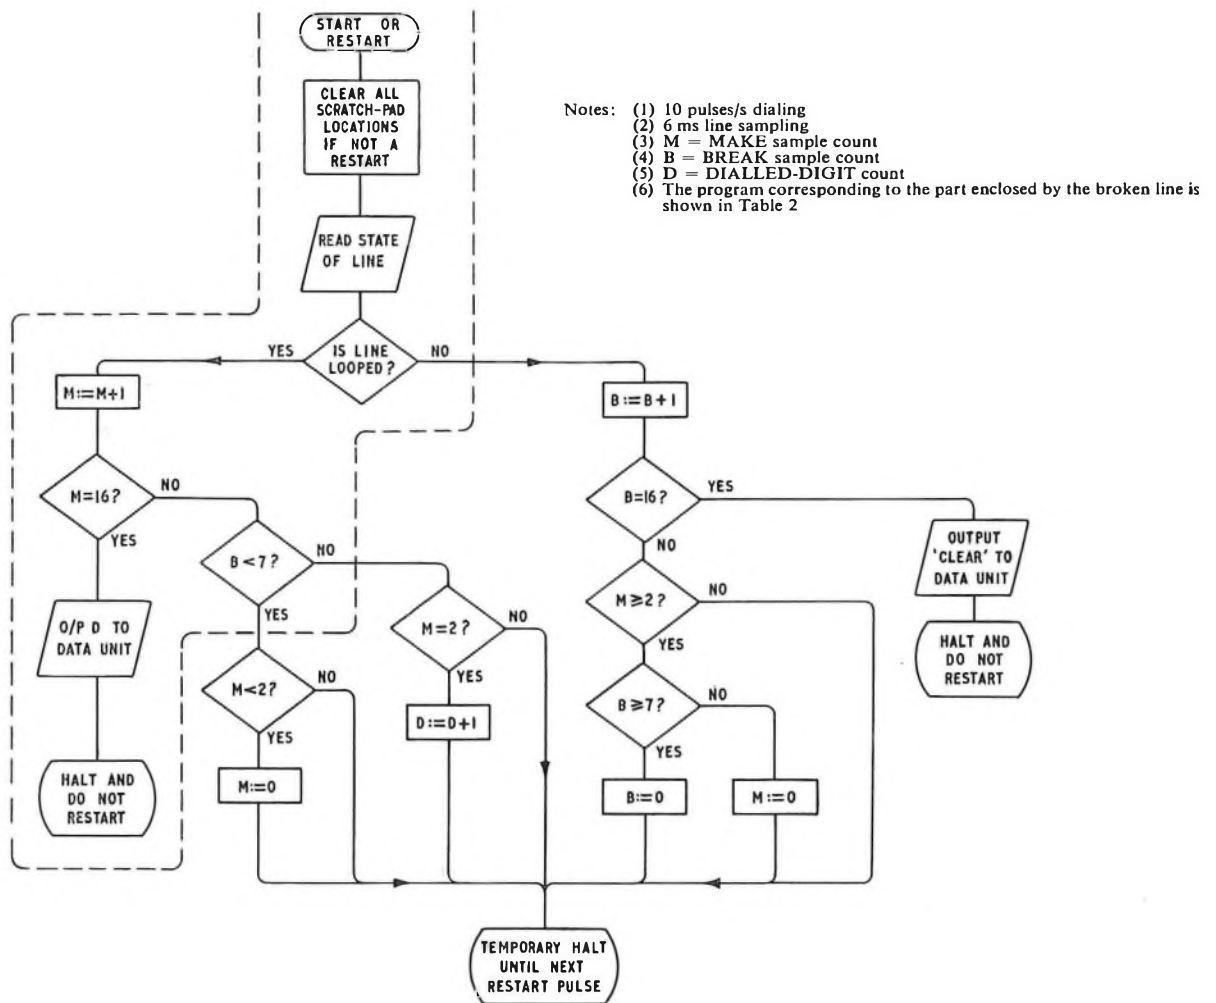 START OR
RESTART
CLEAR ALL
SCRATCH-PAD
LOCATIONS
IF NOT A
RESTART
Notes: (1) 10 pulses/s dialing
(2) 6 ms line sampling
(3) M = MAKE sample count
(4) B = BREAK sample count
(5) D = DIALLED-DIGIT count
(6) The program corresponding to the part enclosed by the broken line is
shown in Table 2
READ STATE
OF LINE
IS LINE
LOOPED?
YES
NO
M:=M+1
B:=B+1
M=16?
NO
YES
B=16?
YES
NO
B<7?
NO
YES
OUTPUT
'CLEAR' TO
DATA UNIT
O/P D TO
DATA UNIT
M=2?
NO
YES
M≥2?
NO
YES
HALT AND
DO NOT
RESTART
M<2?
NO
YES
D:=D+1
B≥7?
NO
YES
HALT AND
DO NOT
RESTART
M:=0
B:=0
M:=0
TEMPORARY HALT
UNTIL NEXT
RESTART PULSE